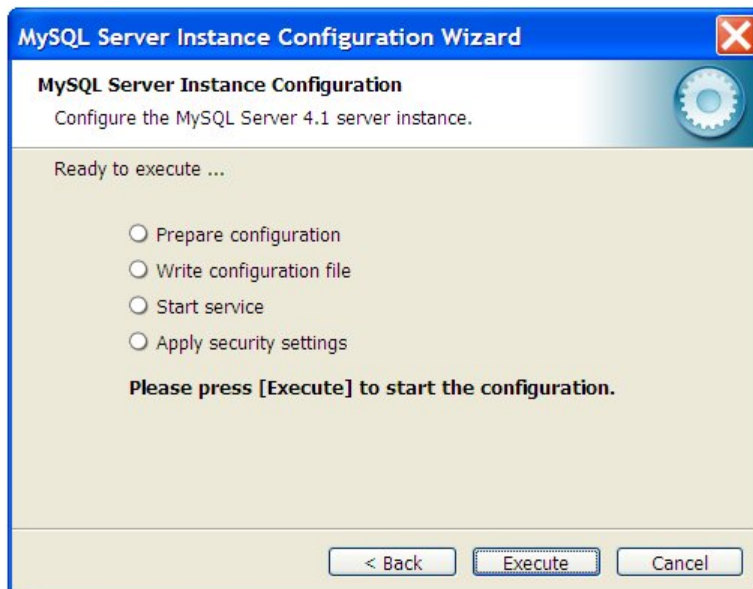 MySQL Server Instance Configuration Wizard
MySQL Server Instance Configuration
Configure the MySQL Server 4.1 server instance.
Ready to execute ...
Prepare configuration
Write configuration file
Start service
Apply security settings
Please press [Execute] to start the configuration.
< Back
Execute
Cancel